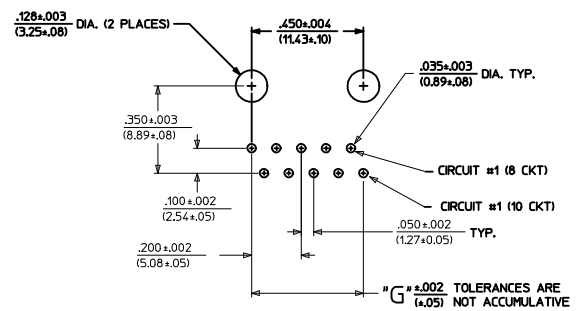 .128±.003
(3.25±.08) DIA. (2 PLACES)
.450±.004
(11.43±.10)
.035±.003
(0.89±.08) DIA. TYP.
.350±.003
(8.89±.08)
CIRCUIT #1 (8 CKT)
CIRCUIT #1 (10 CKT)
.100±.002
(2.54±.05)
.050±.002
(1.27±0.05) TYP.
.200±.002
(5.08±.05)
"G" ±.002 TOLERANCES ARE
(±.05) NOT ACCUMULATIVE